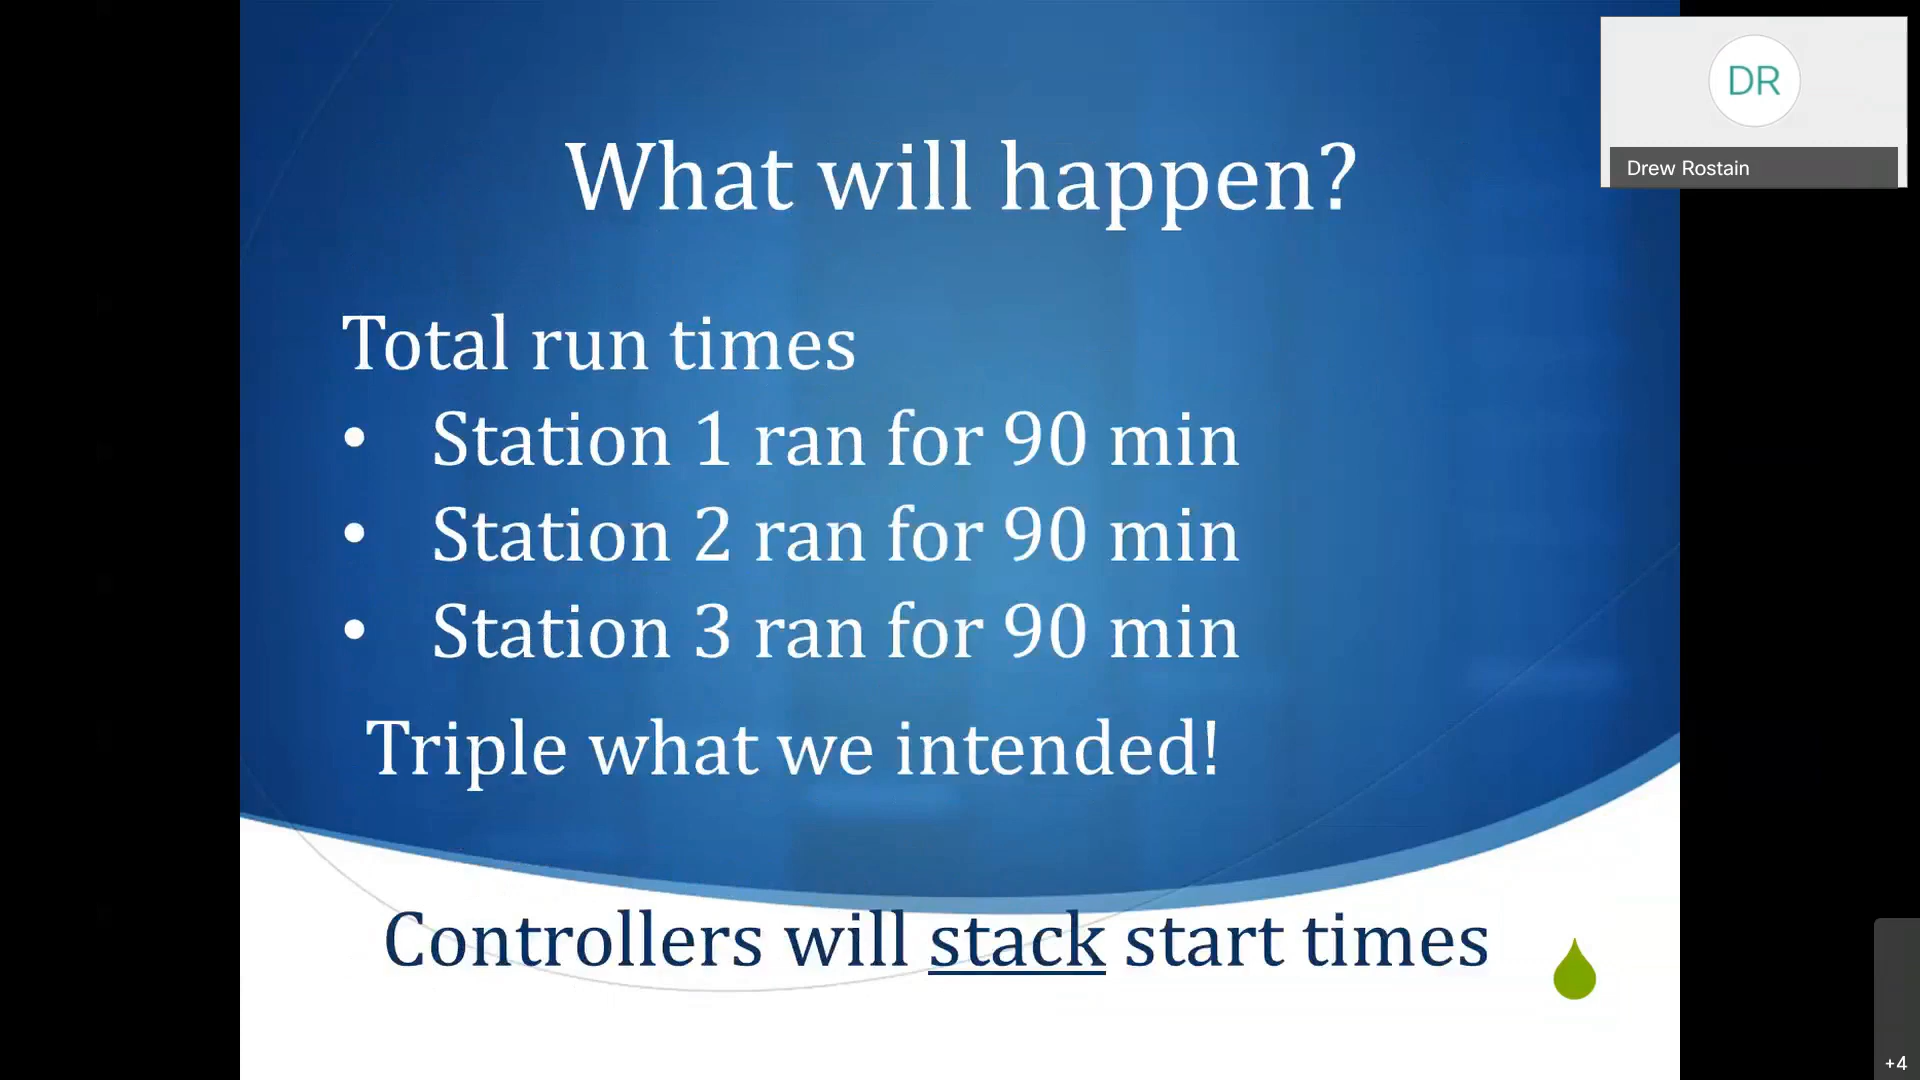 What will happen?
DR
Drew Rostain
Total run times
• Station 1 ran for 90 min
• Station 2 ran for 90 min
• Station 3 ran for 90 min
Triple what we intended!
Controllers will stack start times
+4